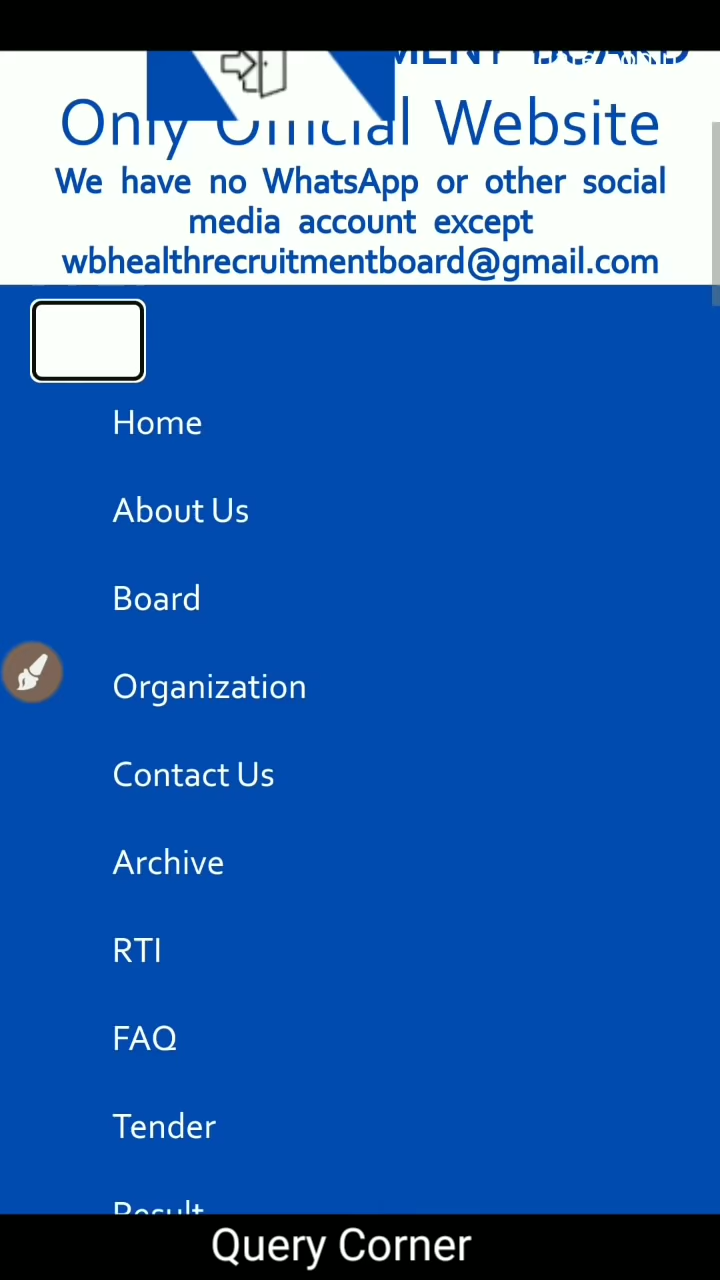 Only Official Website
We have no WhatsApp or other social
media account except
wbhealthrecruitmentboard@gmail.com
Home
About Us
Board
Organization
Contact Us
Archive
RTI
FAQ
Tender
Result
Query Corner